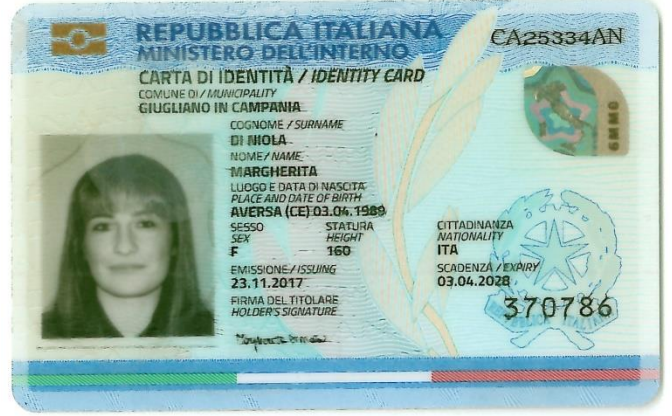 REPUBBLICA ITALIANA
MINISTERO DELL'INTERNO
CA25334AN
CARTA DI IDENTITÀ / IDENTITY CARD
COMUNE DI / MUNICIPALITY
GIUGLIANO IN CAMPANIA
COGNOME / SURNAME
DI NIOLA
NOME / NAME
MARGHERITA
LUOGO E DATA DI NASCITA
PLACE AND DATE OF BIRTH
AVERSA (CE) 03.04.1989
SESSO STATURA
SEX HEIGHT
F 160
CITTADINANZA
NATIONALITY
ITA
EMISSIONE / ISSUING
23.11.2017
SCADENZA / EXPIRY
03.04.2028
FIRMA DEL TITOLARE
HOLDER'S SIGNATURE
370786